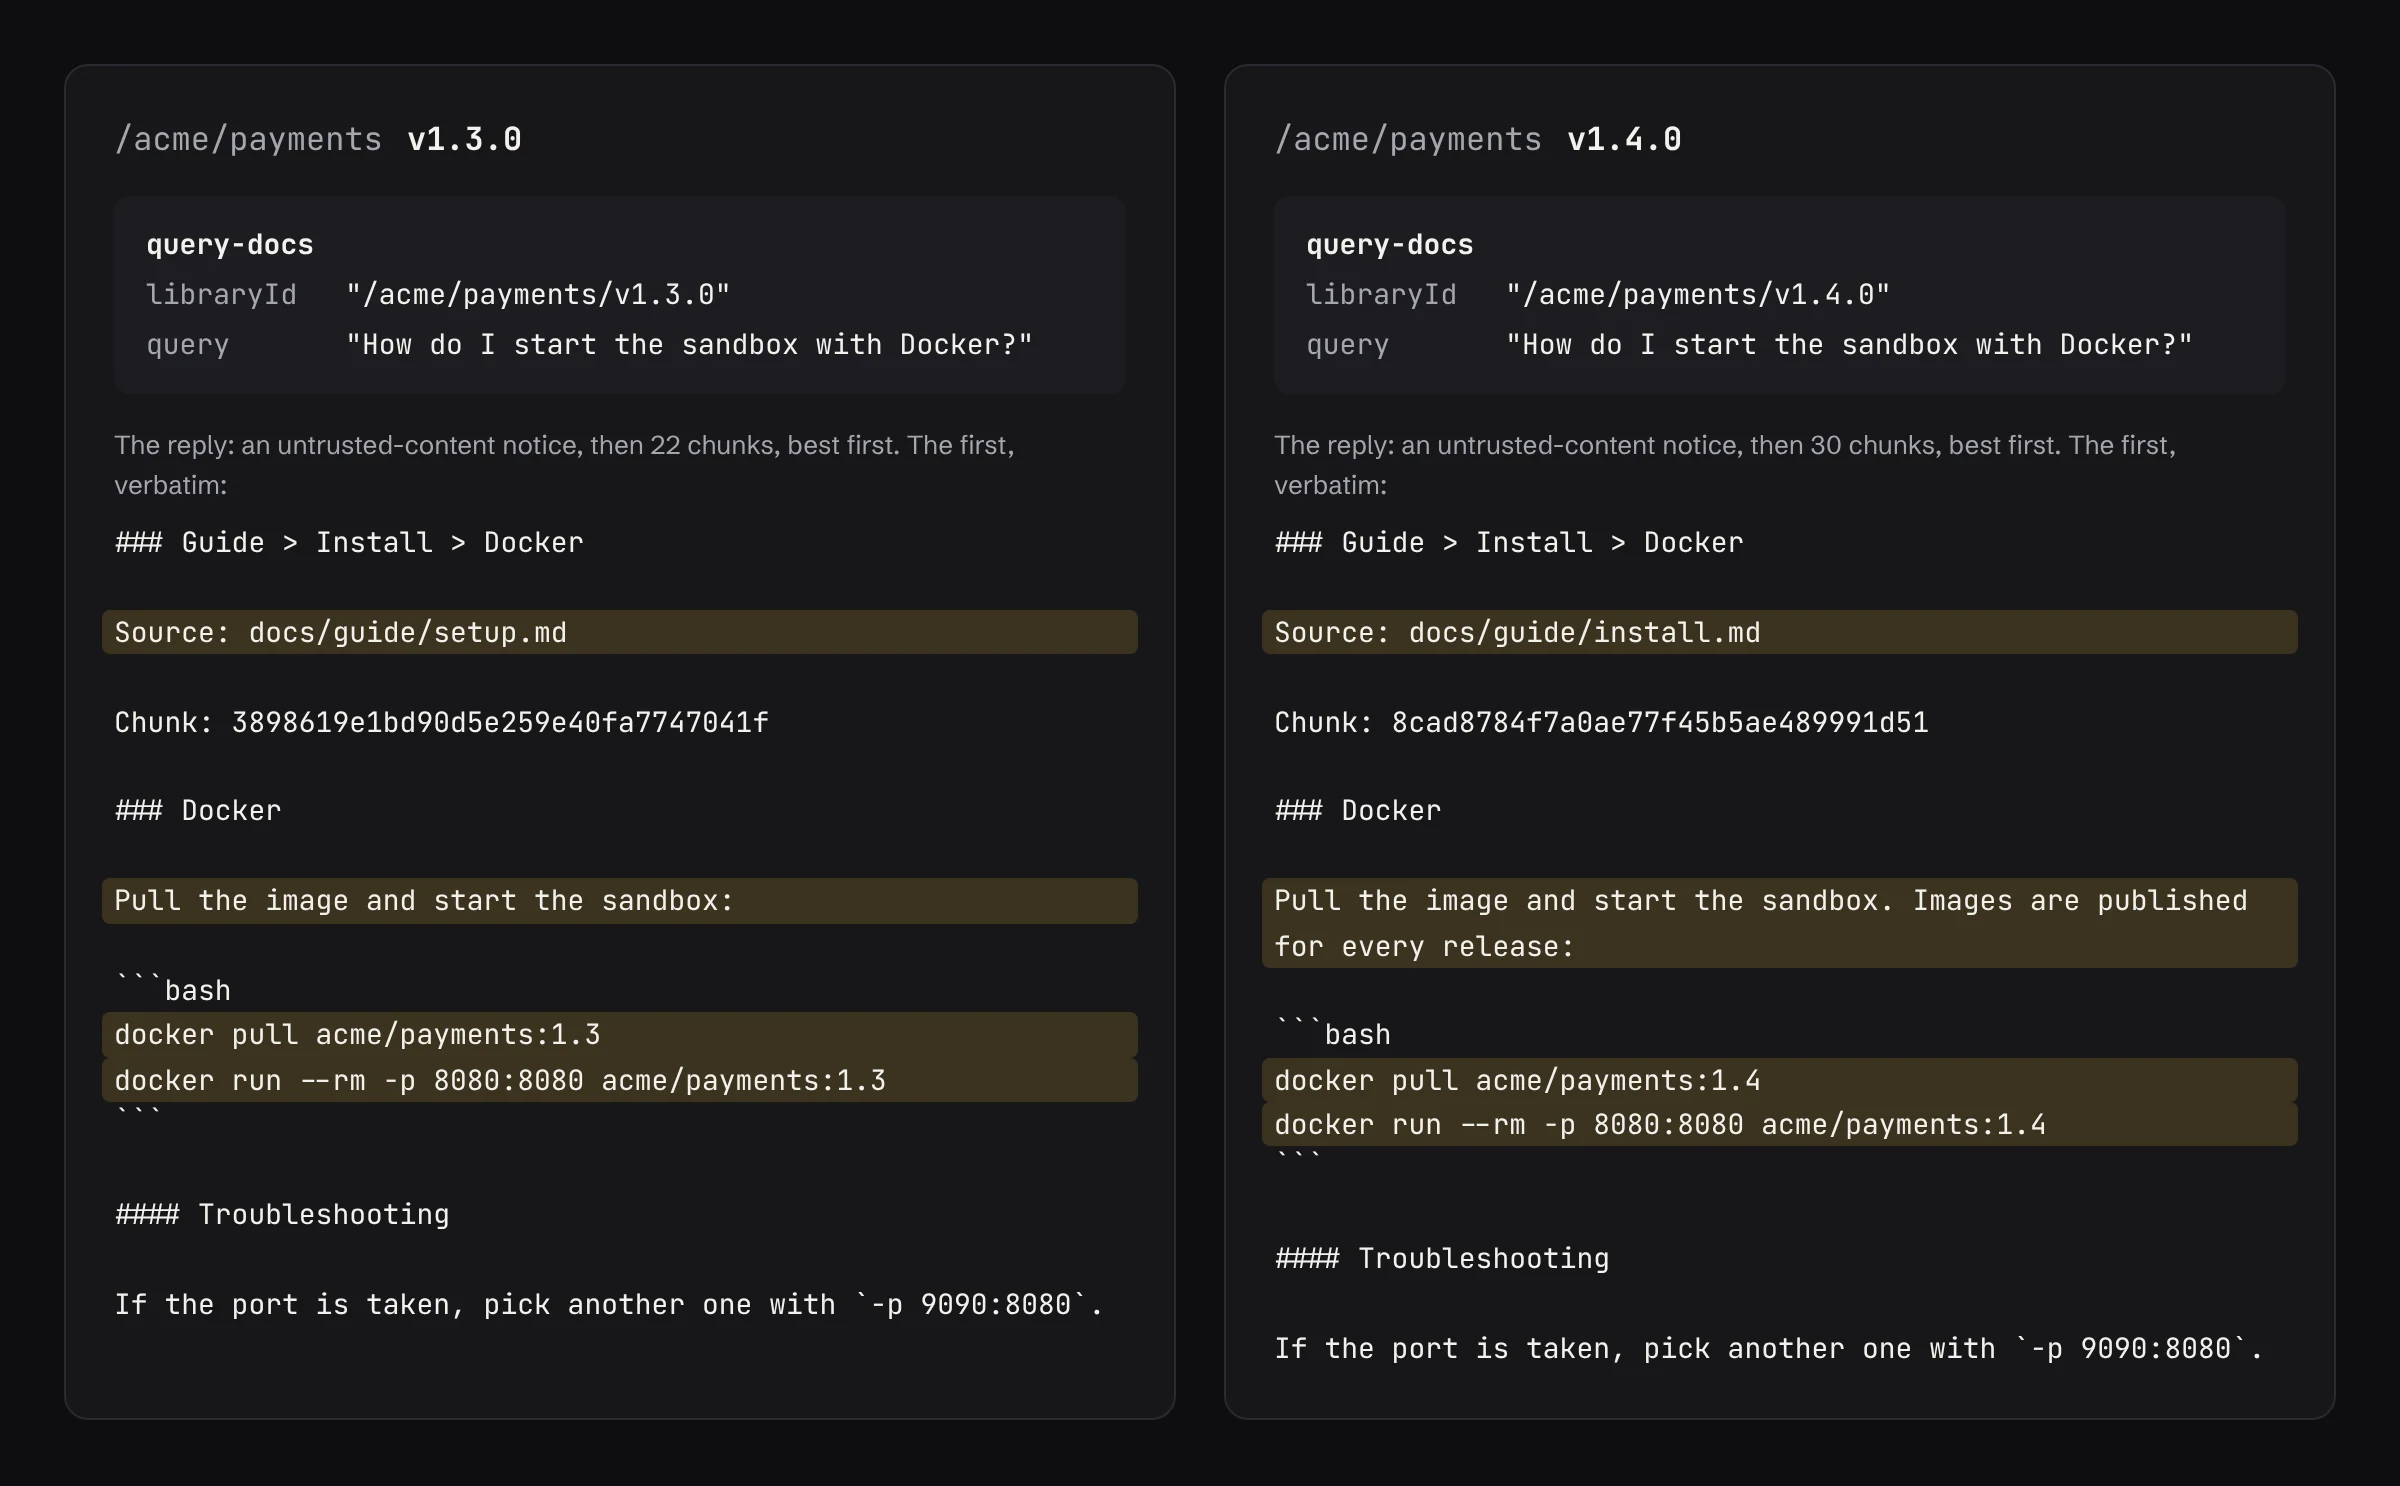 /acme/payments v1.3.0
query-docs
libraryId "/acme/payments/v1.3.0"
query "How do I start the sandbox with Docker?"
The reply: an untrusted-content notice, then 22 chunks, best first. The first,
verbatim:
### Guide > Install > Docker
Source: docs/guide/setup.md
Chunk: 3898619e1bd90d5e259e40fa7747041f
### Docker
Pull the image and start the sandbox:
```bash
docker pull acme/payments:1.3
docker run --rm -p 8080:8080 acme/payments:1.3
```
#### Troubleshooting
If the port is taken, pick another one with `-p 9090:8080`.
/acme/payments v1.4.0
query-docs
libraryId "/acme/payments/v1.4.0"
query "How do I start the sandbox with Docker?"
The reply: an untrusted-content notice, then 30 chunks, best first. The first,
verbatim:
### Guide > Install > Docker
Source: docs/guide/install.md
Chunk: 8cad8784f7a0ae77f45b5ae489991d51
### Docker
Pull the image and start the sandbox. Images are published
for every release:
```bash
docker pull acme/payments:1.4
docker run --rm -p 8080:8080 acme/payments:1.4
```
#### Troubleshooting
If the port is taken, pick another one with `-p 9090:8080`.